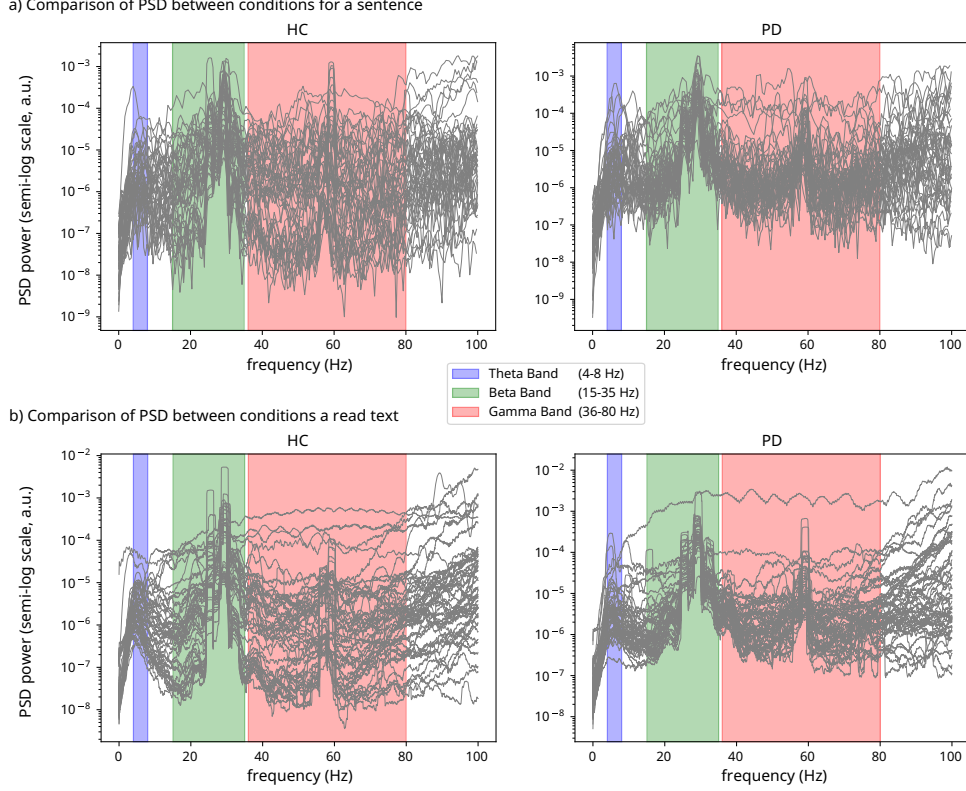 a) Comparison of PSD between conditions for a sentence
HC
PD
PSD power (semi-log scale, a.u.)
10⁻³
10⁻⁴
10⁻⁵
10⁻⁶
10⁻⁷
10⁻⁸
10⁻⁹
0 20 40 60 80 100
frequency (Hz)
10⁻³
10⁻⁴
10⁻⁵
10⁻⁶
10⁻⁷
10⁻⁸
10⁻⁹
0 20 40 60 80 100
frequency (Hz)
Theta Band (4-8 Hz)
Beta Band (15-35 Hz)
Gamma Band (36-80 Hz)
b) Comparison of PSD between conditions a read text
HC
PD
PSD power (semi-log scale, a.u.)
10⁻²
10⁻³
10⁻⁴
10⁻⁵
10⁻⁶
10⁻⁷
10⁻⁸
0 20 40 60 80 100
frequency (Hz)
10⁻²
10⁻³
10⁻⁴
10⁻⁵
10⁻⁶
10⁻⁷
10⁻⁸
0 20 40 60 80 100
frequency (Hz)